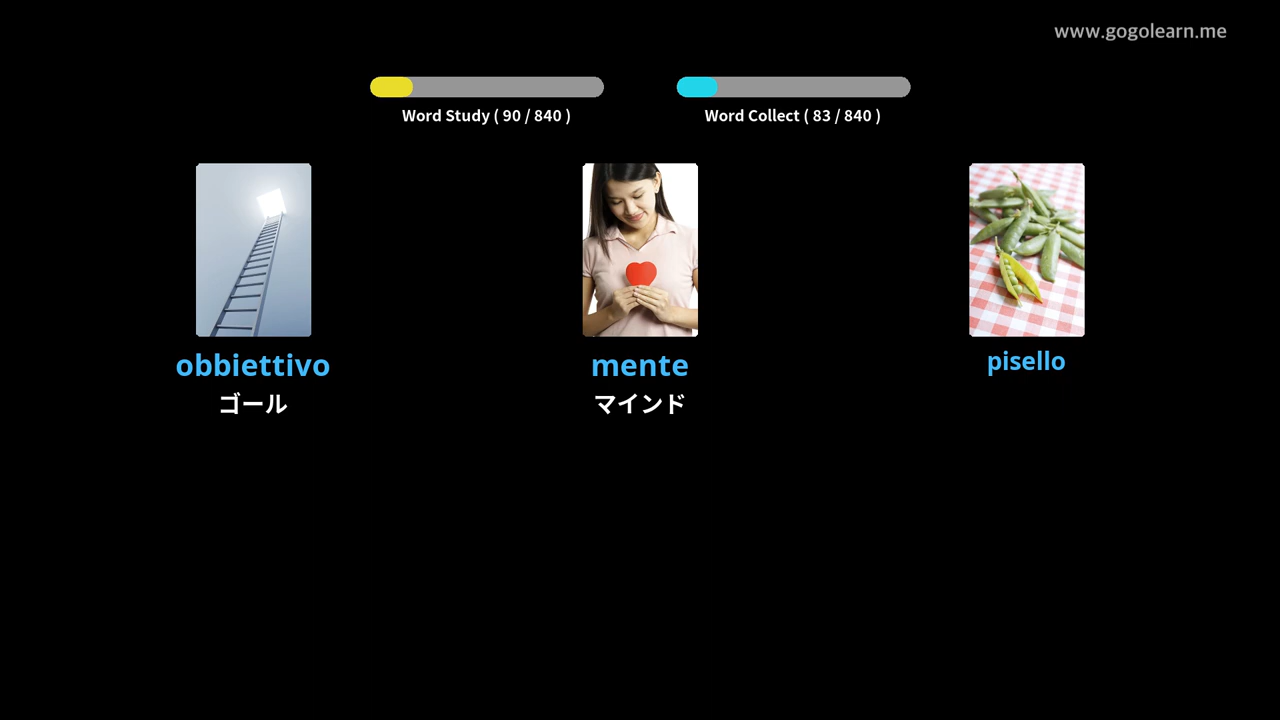 www.gogolearn.me
Word Study ( 90 / 840 )
Word Collect ( 83 / 840 )
obbiettivo
ゴール
mente
マインド
pisello